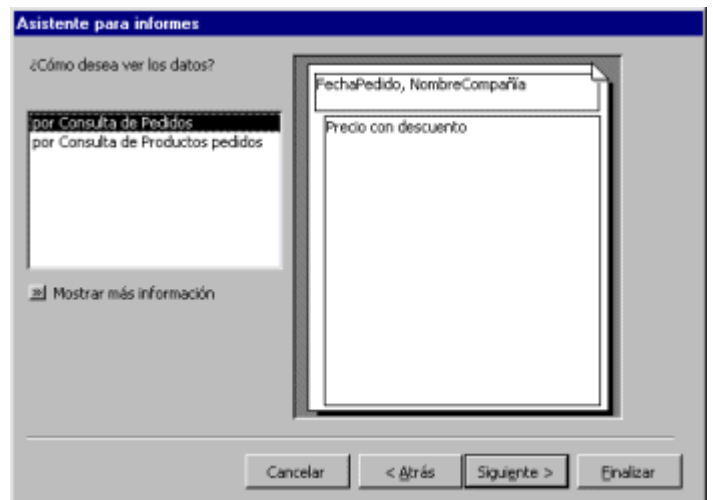 Asistente para informes
¿Cómo desea ver los datos?
por Consulta de Pedidos
por Consulta de Productos pedidos
Mostrar más información
FechaPedido, NombreCompañía
Precio con descuento
Cancelar
< Atrás
Siguiente >
Finalizar